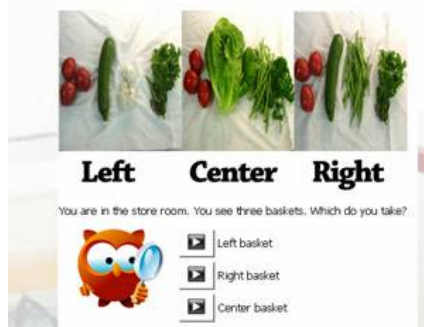 Left Center Right
You are in the store room. You see three baskets. Which do you take?
Left basket
Right basket
Center basket